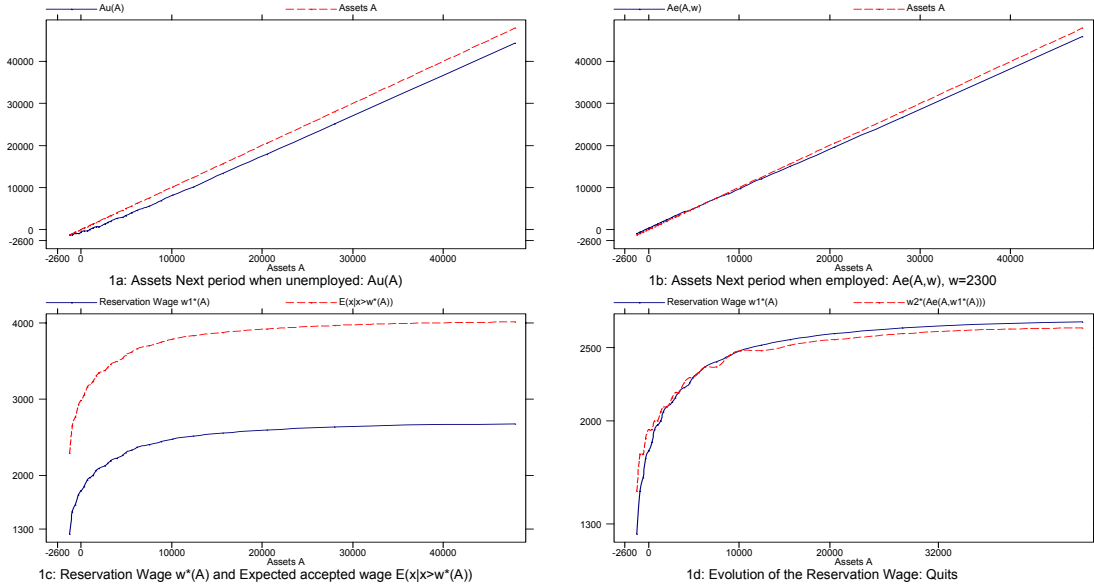 Au(A) Assets A
40000
30000
20000
10000
0
-2600
-2600 0 10000 20000 30000 40000
Assets A
1a: Assets Next period when unemployed: Au(A)
Ae(A,w) Assets A
40000
30000
20000
10000
0
-2600
-2600 0 10000 20000 30000 40000
Assets A
1b: Assets Next period when employed: Ae(A,w), w=2300
Reservation Wage w1*(A) E(x|x>w*(A))
4000
3000
2000
1300
-2600 0 10000 20000 30000 40000
Assets A
1c: Reservation Wage w*(A) and Expected accepted wage E(x|x>w*(A))
Reservation Wage w1*(A) w2*(Ae(A,w1*(A)))
2500
2000
1300
-2600 0 10000 20000 32000
Assets A
1d: Evolution of the Reservation Wage: Quits